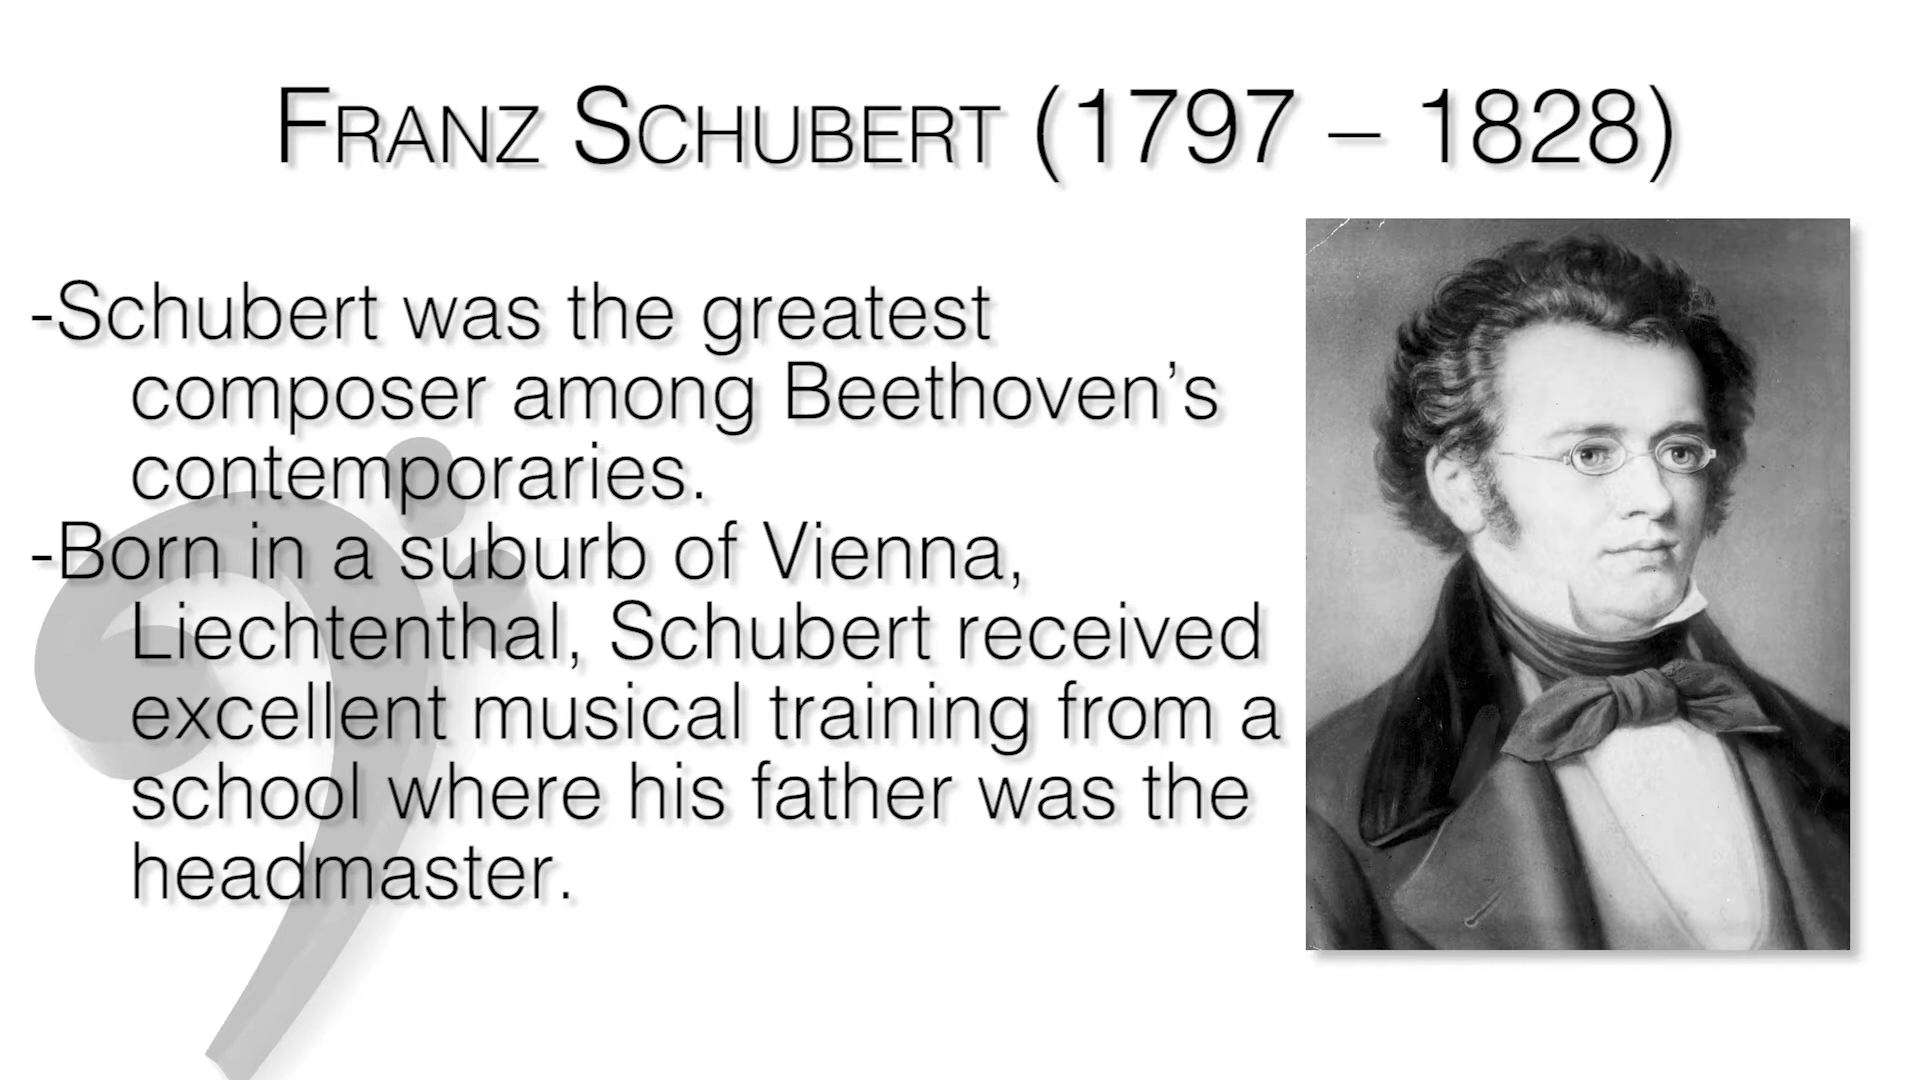 Franz Schubert (1797 – 1828)
-Schubert was the greatest
composer among Beethoven's
contemporaries.
-Born in a suburb of Vienna,
Liechtenthal, Schubert received
excellent musical training from a
school where his father was the
headmaster.